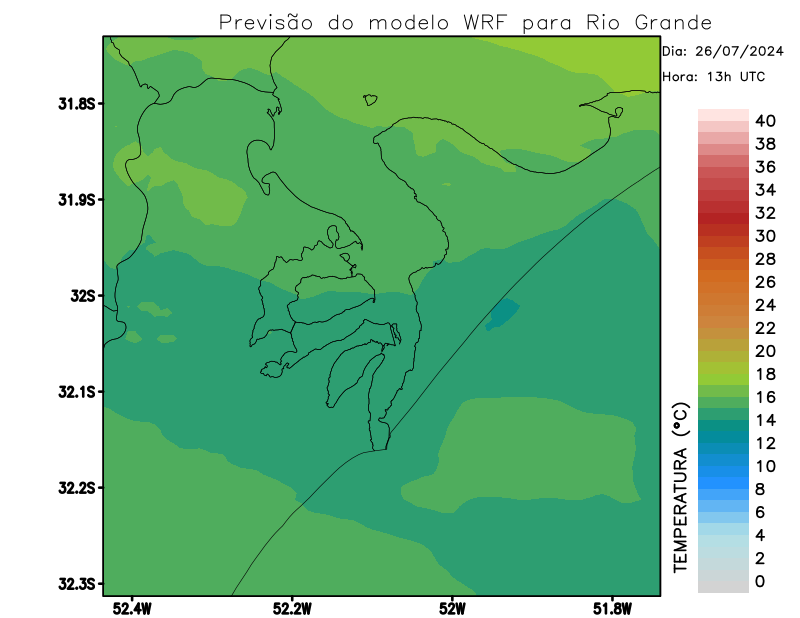 Previsão do modelo WRF para Rio Grande
Dia: 26/07/2024
Hora: 13h UTC
31.8S
31.9S
32S
32.1S
32.2S
32.3S
52.4W
52.2W
52W
51.8W
TEMPERATURA (°C)
40
38
36
34
32
30
28
26
24
22
20
18
16
14
12
10
8
6
4
2
0